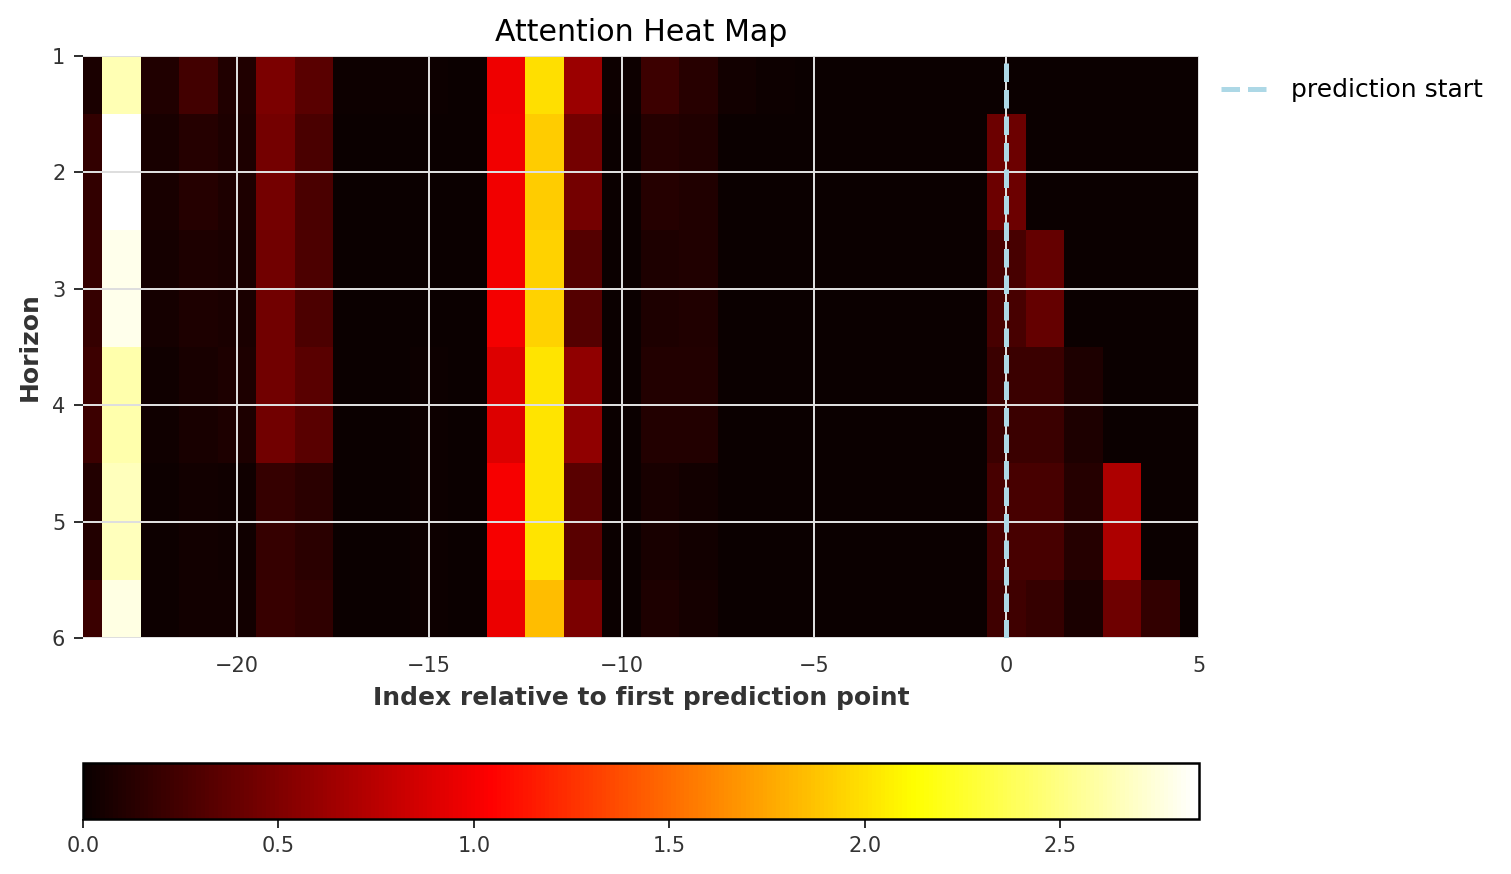 Attention Heat Map
prediction start
Horizon
1
2
3
4
5
6
−20 −15 −10 −5 0 5
Index relative to first prediction point
0.0 0.5 1.0 1.5 2.0 2.5